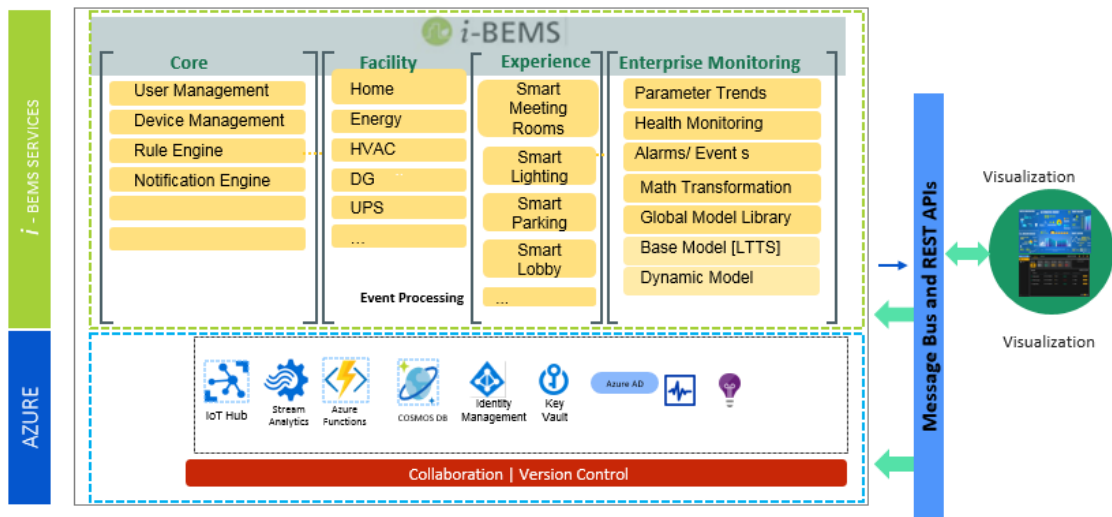 i-BEMS
i - BEMS SERVICES
Core
User Management
Device Management
Rule Engine
Notification Engine
Facility
Home
Energy
HVAC
DG
UPS
...
Event Processing
Experience
Smart
Meeting
Rooms
Smart
Lighting
Smart
Parking
Smart
Lobby
...
Enterprise Monitoring
Parameter Trends
Health Monitoring
Alarms/ Event s
Math Transformation
Global Model Library
Base Model [LTTS]
Dynamic Model
Message Bus and REST APIs
Visualization
Visualization
AZURE
IoT Hub
Stream
Analytics
Azure
Functions
COSMOS DB
Identity
Management
Key
Vault
Azure AD
Collaboration | Version Control